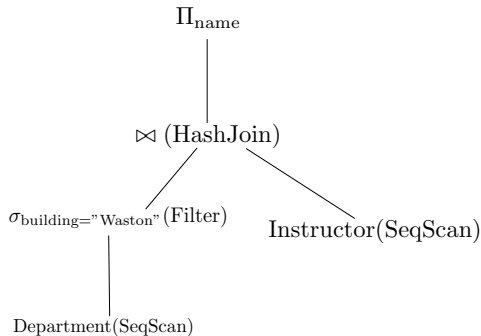 Π_name
⋈ (HashJoin)
σ_building=”Waston”(Filter)
Instructor(SeqScan)
Department(SeqScan)